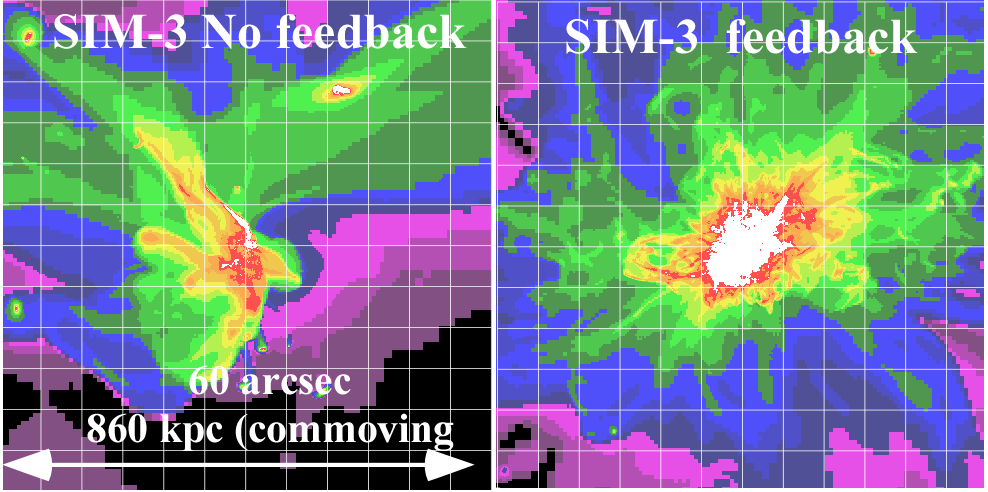 SIM-3 No feedback
SIM-3 feedback
60 arcsec
860 kpc (commoving